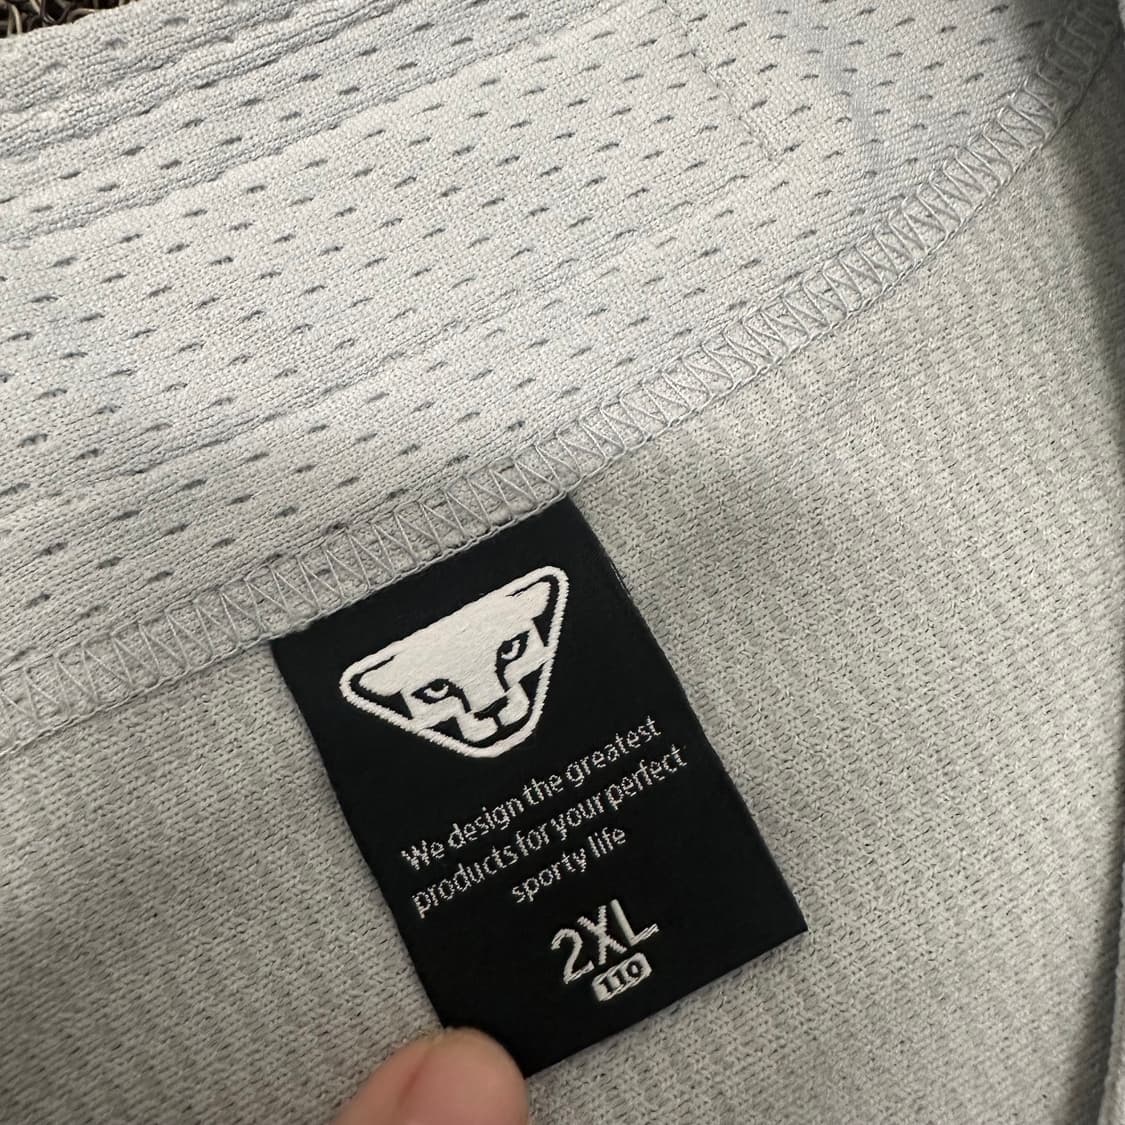 We design the greatest
products for your perfect
sporty life
2XL
110